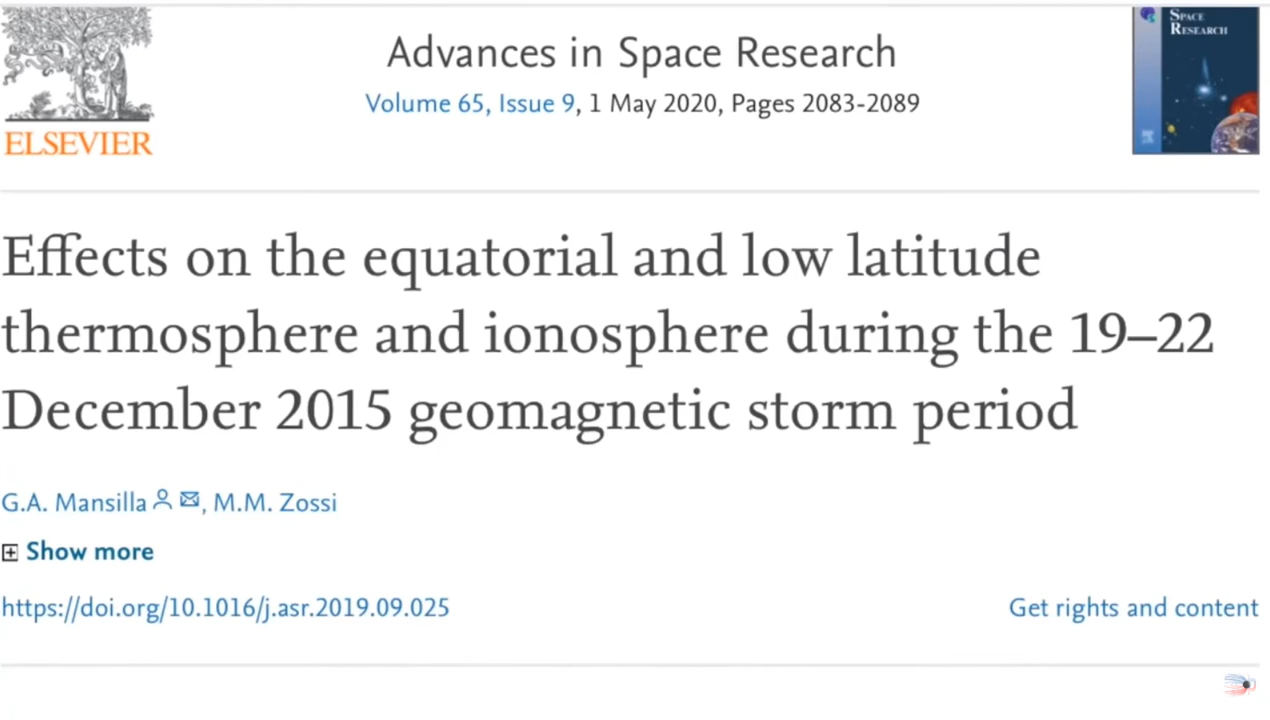 Advances in Space Research
Volume 65, Issue 9, 1 May 2020, Pages 2083-2089
SPACE
RESEARCH
ELSEVIER
Effects on the equatorial and low latitude
thermosphere and ionosphere during the 19–22
December 2015 geomagnetic storm period
G.A. Mansilla, M.M. Zossi
Show more
https://doi.org/10.1016/j.asr.2019.09.025
Get rights and content